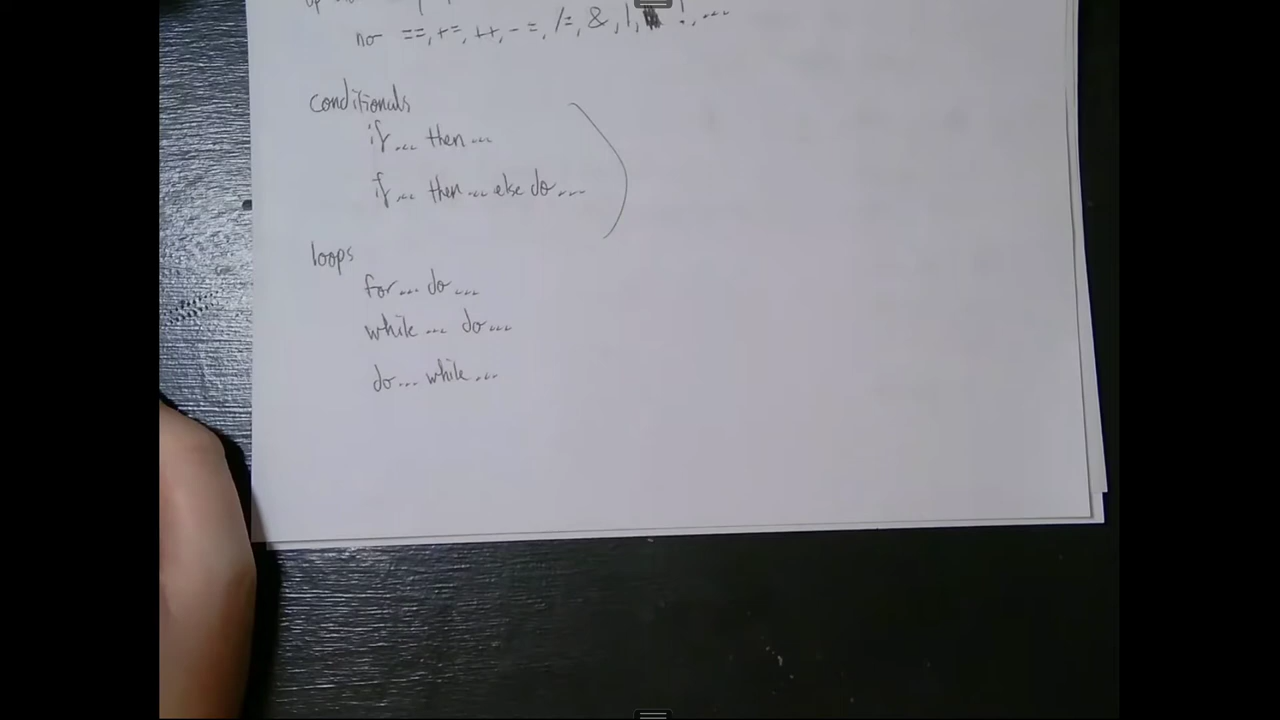 no ==, +=, ++, -=, /=, &, |, !, ...
conditionals
if ... then ...
if ... then ... else do ...
loops
for ... do ...
while ... do ...
do ... while ...